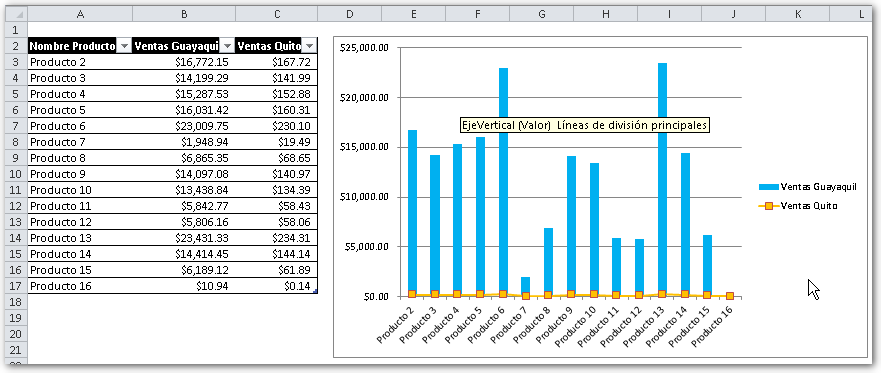 A B C D E F G H I J K L
1
2 Nombre Producto Ventas Guayaqui Ventas Quito
3 Producto 2 $16,772.15 $167.72
4 Producto 3 $14,199.29 $141.99
5 Producto 4 $15,287.53 $152.88
6 Producto 5 $16,031.42 $160.31
7 Producto 6 $23,009.75 $230.10
8 Producto 7 $1,948.94 $19.49
9 Producto 8 $6,865.35 $68.65
10 Producto 9 $14,097.08 $140.97
11 Producto 10 $13,438.84 $134.39
12 Producto 11 $5,842.77 $58.43
13 Producto 12 $5,806.16 $58.06
14 Producto 13 $23,431.33 $234.31
15 Producto 14 $14,414.45 $144.14
16 Producto 15 $6,189.12 $61.89
17 Producto 16 $10.94 $0.14
18
19
20
21
$25,000.00
$20,000.00
$15,000.00
$10,000.00
$5,000.00
$0.00
EjeVertical (Valor) Líneas de división principales
Producto 2
Producto 3
Producto 4
Producto 5
Producto 6
Producto 7
Producto 8
Producto 9
Producto 10
Producto 11
Producto 12
Producto 13
Producto 14
Producto 15
Producto 16
Ventas Guayaquil
Ventas Quito